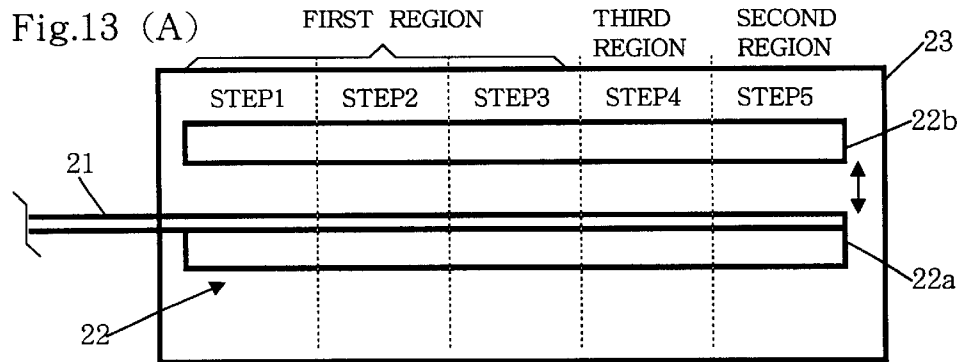 Fig.13 (A)
FIRST REGION
THIRD REGION
SECOND REGION
23
STEP1 STEP2 STEP3 STEP4 STEP5
22b
21
22a
22